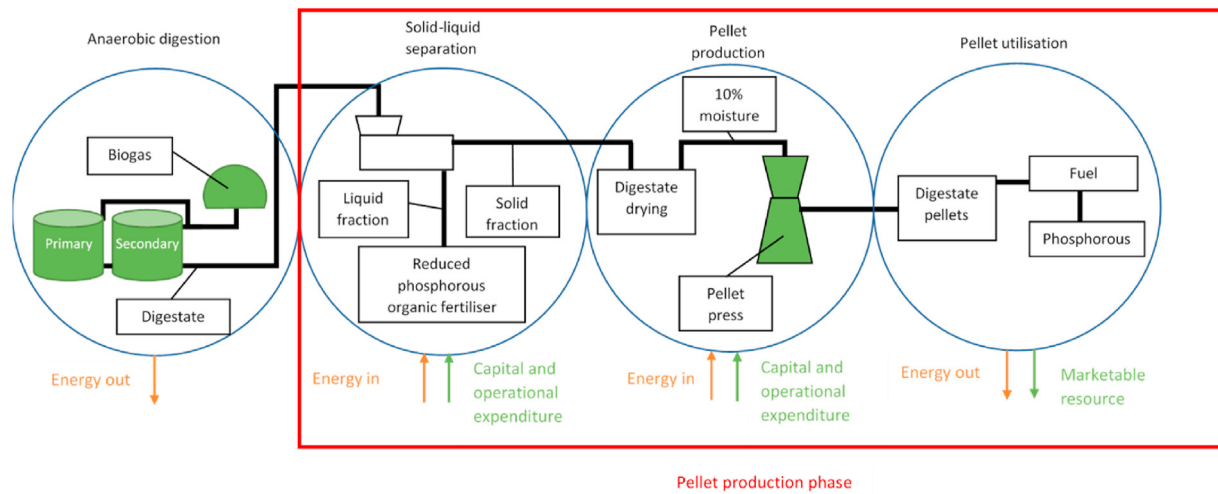 Anaerobic digestion
Biogas
Primary
Secondary
Digestate
Energy out
Solid-liquid
separation
Liquid
fraction
Solid
fraction
Reduced
phosphorous
organic fertiliser
Energy in
Capital and
operational
expenditure
Pellet
production
10%
moisture
Digestate
drying
Pellet
press
Energy in
Capital and
operational
expenditure
Pellet utilisation
Digestate
pellets
Fuel
Phosphorous
Energy out
Marketable
resource
Pellet production phase